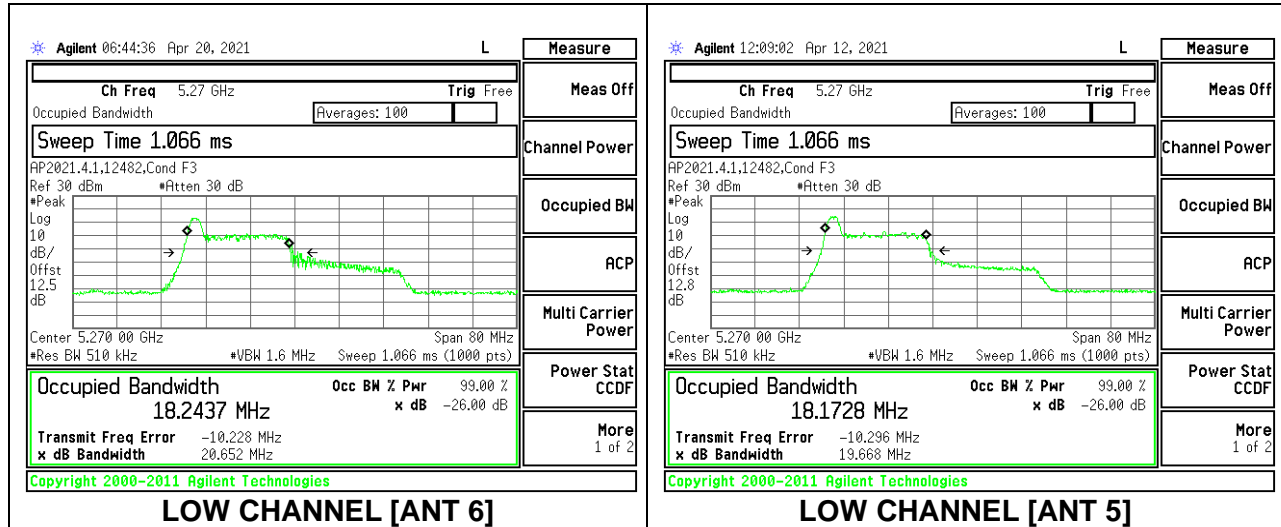 Agilent 06:44:36 Apr 20, 2021 L
Measure
Ch Freq 5.27 GHz Trig Free
Meas Off
Occupied Bandwidth Averages: 100
Sweep Time 1.066 ms
Channel Power
AP2021.4.1,12482,Cond F3
Ref 30 dBm #Atten 30 dB
#Peak
Log
10
dB/
Offst
12.5
dB
Occupied BW
ACP
Multi Carrier
Power
Center 5.270 00 GHz Span 80 MHz
#Res BW 510 kHz #VBW 1.6 MHz Sweep 1.066 ms (1000 pts)
Power Stat
CCDF
Occupied Bandwidth Occ BW % Pwr 99.00 %
18.2437 MHz x dB -26.00 dB
Transmit Freq Error -10.228 MHz
x dB Bandwidth 20.652 MHz
More
1 of 2
Copyright 2000-2011 Agilent Technologies
LOW CHANNEL [ANT 6]
Agilent 12:09:02 Apr 12, 2021 L
Measure
Ch Freq 5.27 GHz Trig Free
Meas Off
Occupied Bandwidth Averages: 100
Sweep Time 1.066 ms
Channel Power
AP2021.4.1,12482,Cond F3
Ref 30 dBm #Atten 30 dB
#Peak
Log
10
dB/
Offst
12.8
dB
Occupied BW
ACP
Multi Carrier
Power
Center 5.270 00 GHz Span 80 MHz
#Res BW 510 kHz #VBW 1.6 MHz Sweep 1.066 ms (1000 pts)
Power Stat
CCDF
Occupied Bandwidth Occ BW % Pwr 99.00 %
18.1728 MHz x dB -26.00 dB
Transmit Freq Error -10.296 MHz
x dB Bandwidth 19.668 MHz
More
1 of 2
Copyright 2000-2011 Agilent Technologies
LOW CHANNEL [ANT 5]